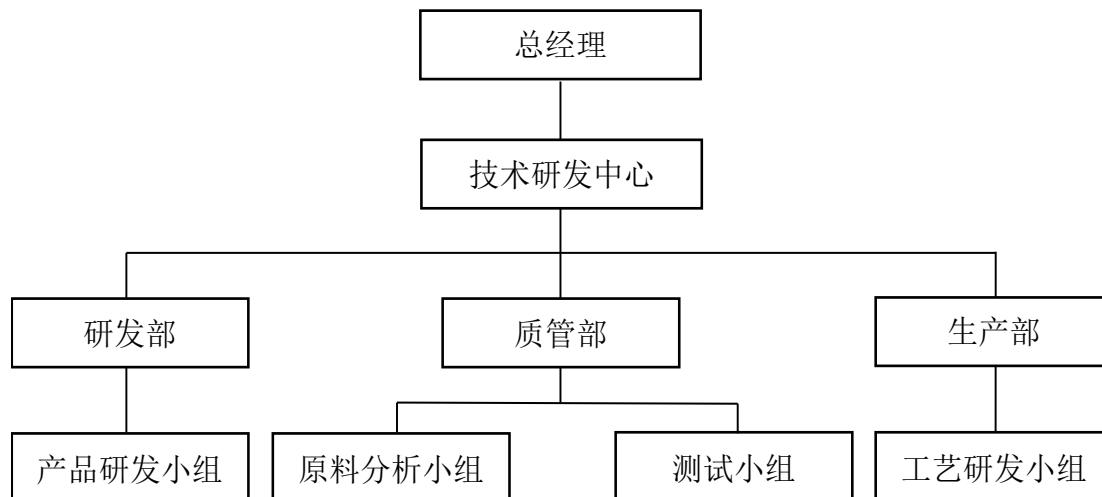 总经理
技术研发中心
研发部
质管部
生产部
产品研发小组
原料分析小组
测试小组
工艺研发小组